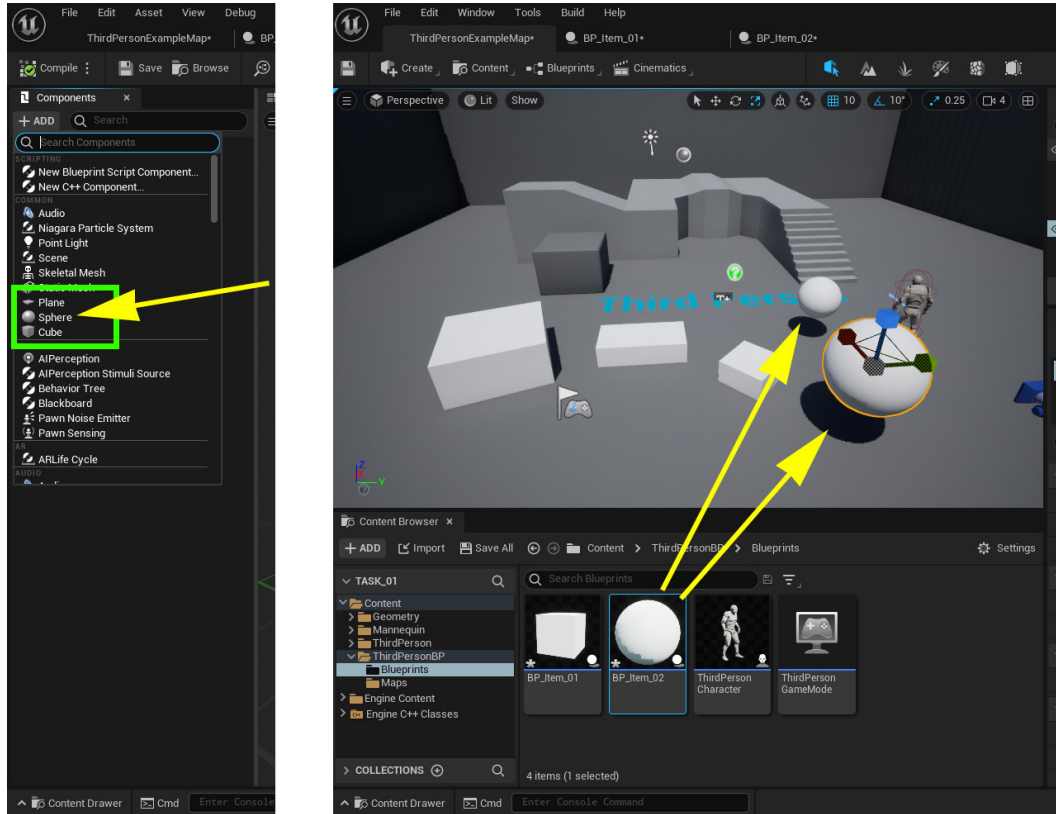 File Edit Asset View Debug
ThirdPersonExampleMap*
Compile Save Browse
Components ×
+ ADD Search
Search Components
SCRIPTING
New Blueprint Script Component...
New C++ Component...
COMMON
Audio
Niagara Particle System
Point Light
Scene
Skeletal Mesh
Static Mesh
Plane
Sphere
Cube
AIPerception
AIPerception Stimuli Source
Behavior Tree
Blackboard
Pawn Noise Emitter
Pawn Sensing
AR
ARLife Cycle
AUDIO
Content Drawer Cmd Enter Console
File Edit Window Tools Build Help
ThirdPersonExampleMap* BP_Item_01* BP_Item_02*
Create Content Blueprints Cinematics
Perspective Lit Show 10 10° 0.25 4
Third Perso
Z
Y
Content Browser ×
+ ADD Import Save All Content > ThirdPersonBP > Blueprints Settings
TASK_01
Search Blueprints
Content
Geometry
Mannequin
ThirdPerson
ThirdPersonBP
Blueprints
Maps
Engine Content
Engine C++ Classes
BP_Item_01
BP_Item_02
ThirdPerson
Character
ThirdPerson
GameMode
COLLECTIONS
4 items (1 selected)
Content Drawer Cmd Enter Console Command